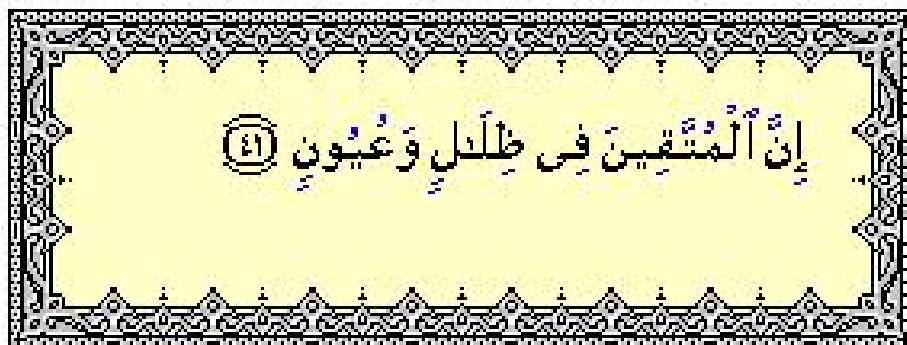 إِنَّ ٱلْمُتَّقِينَ فِى ظِلَـٰلٍ وَعُيُونٍ ٤١